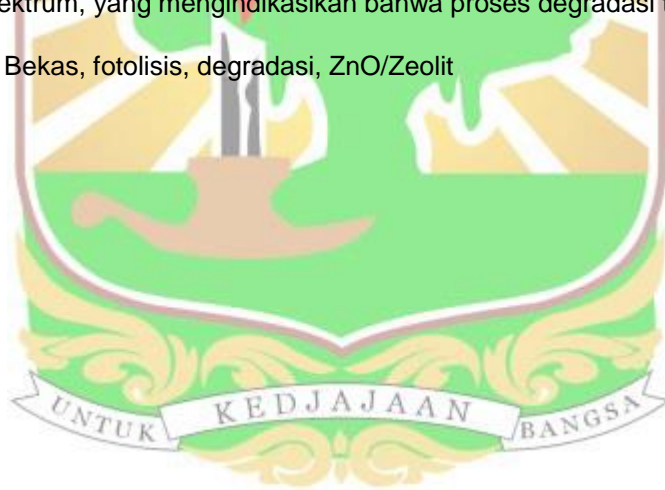 ektrum, yang mengindikasikan bahwa proses degradasi
Bekas, fotolisis, degradasi, ZnO/Zeolit
UNTUK KEDJAJAAN BANGSA